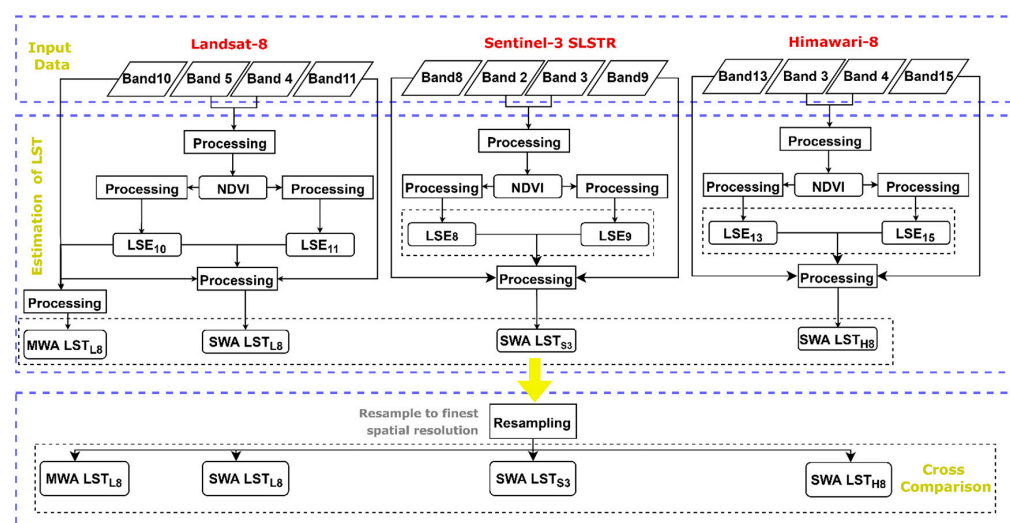 Input
Data
Landsat-8
Sentinel-3 SLSTR
Himawari-8
Band10
Band 5
Band 4
Band11
Band8
Band 2
Band 3
Band9
Band13
Band 3
Band 4
Band15
Estimation of LST
Processing
Processing
Processing
Processing
NDVI
Processing
Processing
NDVI
Processing
Processing
NDVI
Processing
LSE10
LSE11
LSE8
LSE9
LSE13
LSE15
Processing
Processing
Processing
Processing
MWA LSTL8
SWA LSTL8
SWA LSTS3
SWA LSTH8
Resample to finest
spatial resolution
Resampling
MWA LSTL8
SWA LSTL8
SWA LSTS3
SWA LSTH8
Cross
Comparison